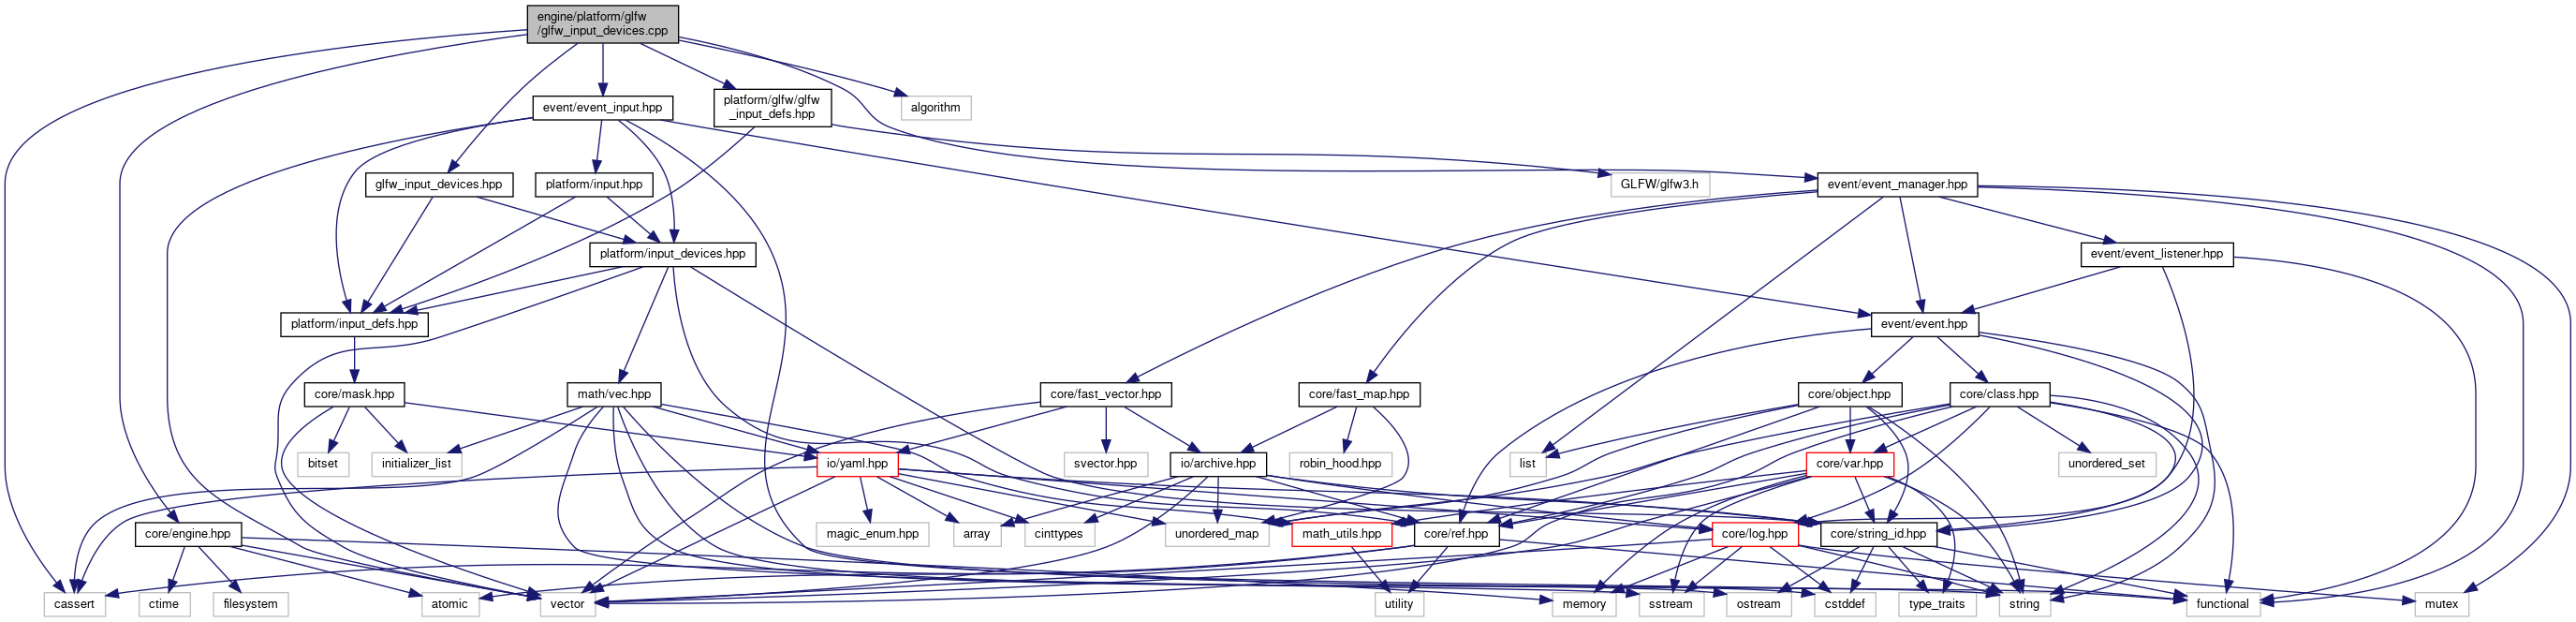 engine/platform/glfw
/glfw_input_devices.cpp
event/event_input.hpp
platform/glfw/glfw
_input_defs.hpp
algorithm
glfw_input_devices.hpp
platform/input.hpp
GLFW/glfw3.h
event/event_manager.hpp
platform/input_devices.hpp
event/event_listener.hpp
platform/input_defs.hpp
event/event.hpp
core/mask.hpp
math/vec.hpp
core/fast_vector.hpp
core/fast_map.hpp
core/object.hpp
core/class.hpp
bitset
initializer_list
io/yaml.hpp
svector.hpp
io/archive.hpp
robin_hood.hpp
list
core/var.hpp
unordered_set
core/engine.hpp
magic_enum.hpp
array
cinttypes
unordered_map
math_utils.hpp
core/ref.hpp
core/log.hpp
core/string_id.hpp
cassert
ctime
filesystem
atomic
vector
utility
memory
sstream
ostream
cstddef
type_traits
string
functional
mutex